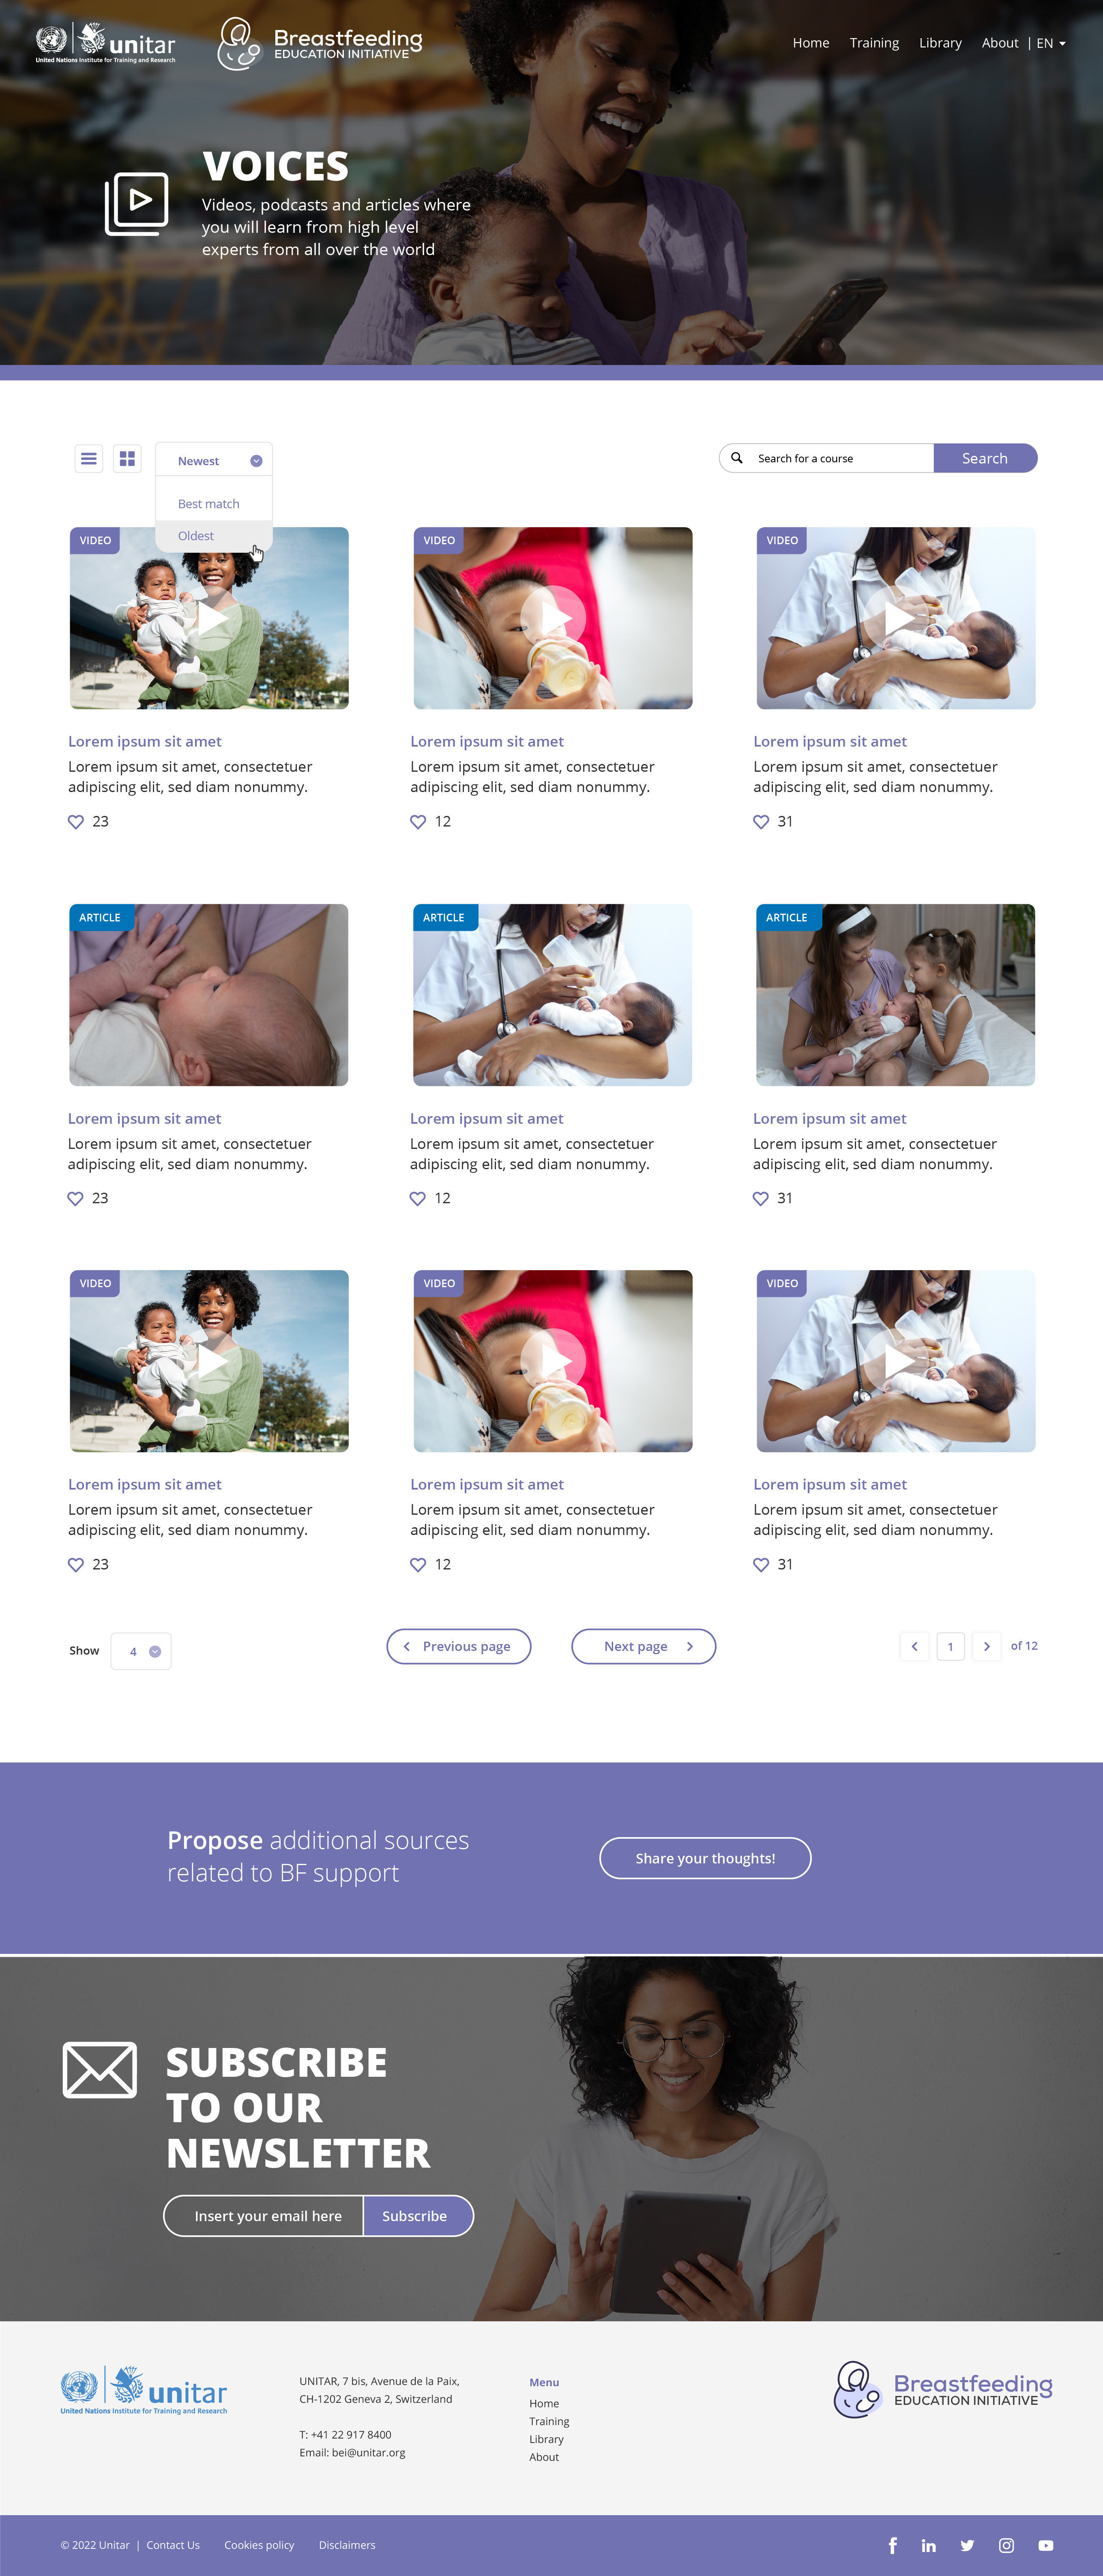 unitar
United Nations Institute for Training and Research
Breastfeeding
EDUCATION INITIATIVE
Home Training Library About | EN
VOICES
Videos, podcasts and articles where
you will learn from high level
experts from all over the world
Newest
Best match
Oldest
Search for a course
Search
VIDEO
VIDEO
VIDEO
Lorem ipsum sit amet
Lorem ipsum sit amet, consectetuer
adipiscing elit, sed diam nonummy.
23
Lorem ipsum sit amet
Lorem ipsum sit amet, consectetuer
adipiscing elit, sed diam nonummy.
12
Lorem ipsum sit amet
Lorem ipsum sit amet, consectetuer
adipiscing elit, sed diam nonummy.
31
ARTICLE
ARTICLE
ARTICLE
Lorem ipsum sit amet
Lorem ipsum sit amet, consectetuer
adipiscing elit, sed diam nonummy.
23
Lorem ipsum sit amet
Lorem ipsum sit amet, consectetuer
adipiscing elit, sed diam nonummy.
12
Lorem ipsum sit amet
Lorem ipsum sit amet, consectetuer
adipiscing elit, sed diam nonummy.
31
VIDEO
VIDEO
VIDEO
Lorem ipsum sit amet
Lorem ipsum sit amet, consectetuer
adipiscing elit, sed diam nonummy.
23
Lorem ipsum sit amet
Lorem ipsum sit amet, consectetuer
adipiscing elit, sed diam nonummy.
12
Lorem ipsum sit amet
Lorem ipsum sit amet, consectetuer
adipiscing elit, sed diam nonummy.
31
Show 4
Previous page
Next page
1 of 12
Propose additional sources
related to BF support
Share your thoughts!
SUBSCRIBE
TO OUR
NEWSLETTER
Insert your email here
Subscribe
unitar
United Nations Institute for Training and Research
UNITAR, 7 bis, Avenue de la Paix,
CH-1202 Geneva 2, Switzerland
T: +41 22 917 8400
Email: bei@unitar.org
Menu
Home
Training
Library
About
Breastfeeding
EDUCATION INITIATIVE
© 2022 Unitar | Contact Us Cookies policy Disclaimers